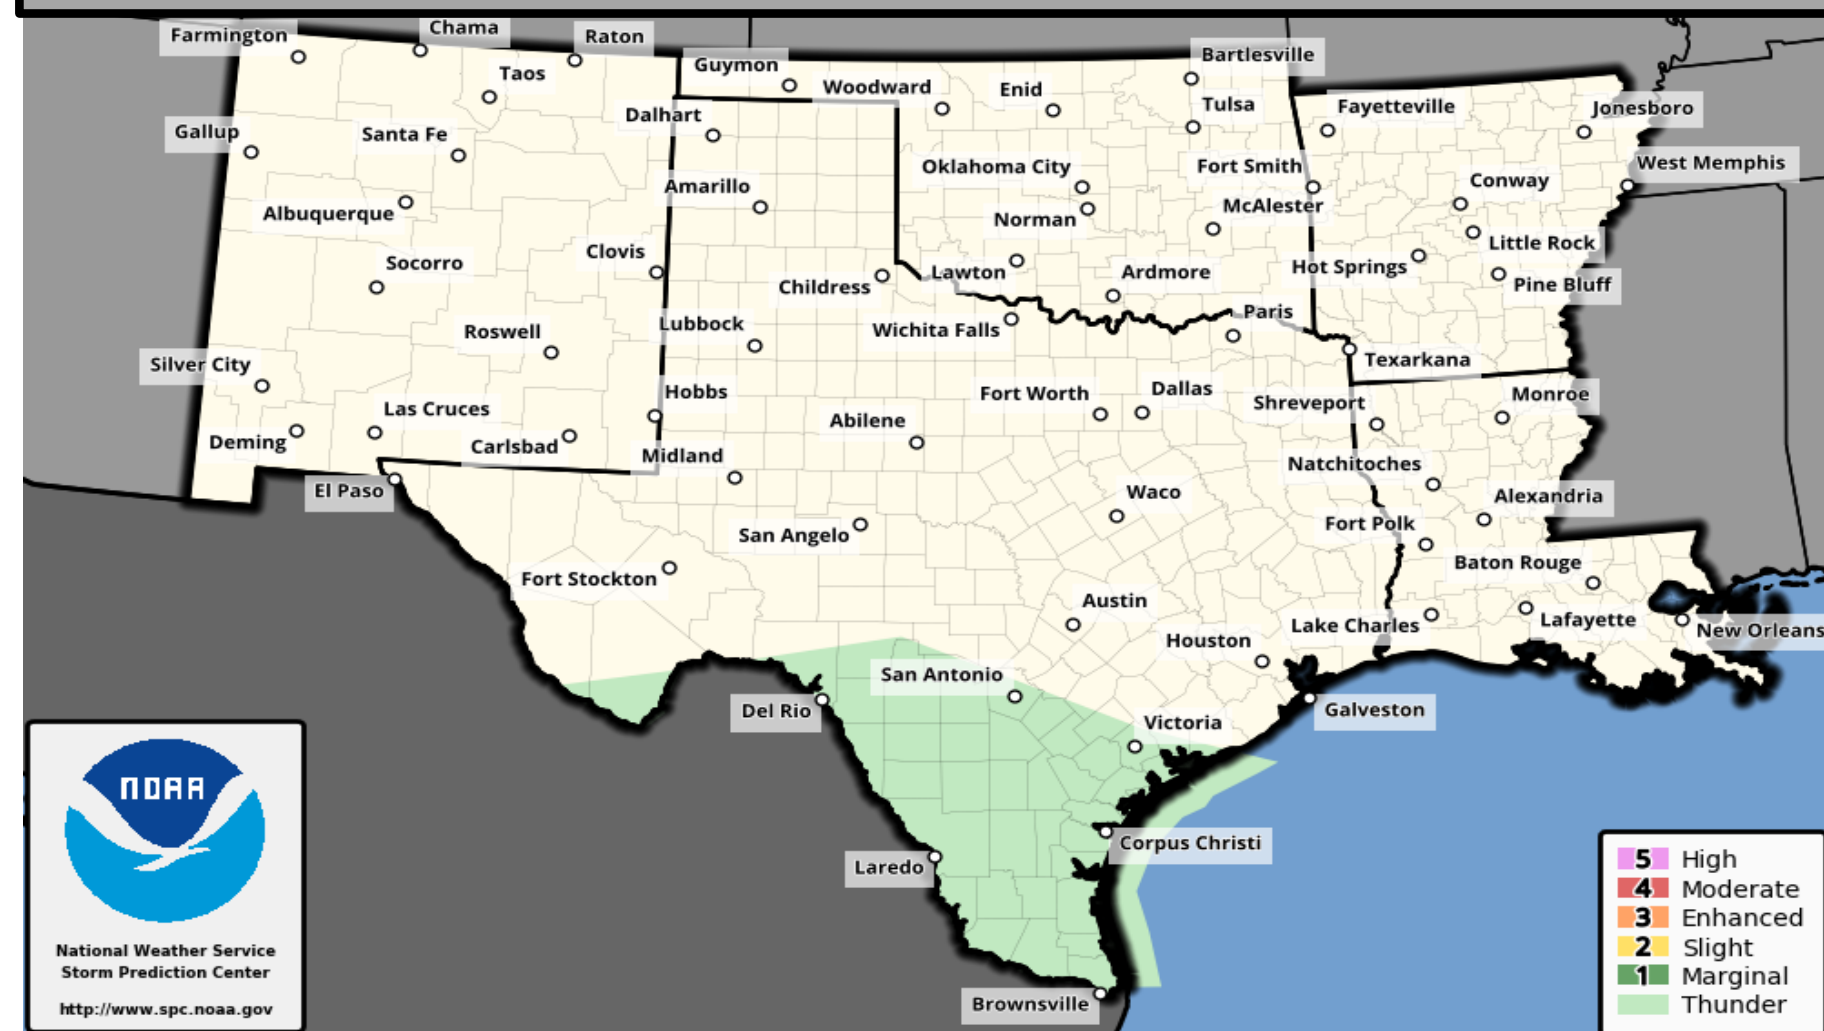 Farmington
Chama
Raton
Taos
Guymon
Woodward
Enid
Bartlesville
Tulsa
Fayetteville
Jonesboro
Gallup
Santa Fe
Dalhart
Oklahoma City
Fort Smith
Conway
West Memphis
Amarillo
Albuquerque
Norman
McAlester
Little Rock
Socorro
Clovis
Childress
Lawton
Ardmore
Hot Springs
Pine Bluff
Roswell
Lubbock
Wichita Falls
Paris
Texarkana
Silver City
Hobbs
Fort Worth
Dallas
Shreveport
Monroe
Las Cruces
Deming
Carlsbad
Midland
Abilene
Natchitoches
El Paso
Waco
Alexandria
San Angelo
Fort Polk
Fort Stockton
Baton Rouge
Austin
Houston
Lake Charles
Lafayette
New Orleans
San Antonio
Del Rio
Victoria
Galveston
Corpus Christi
Laredo
Brownsville
NOAA
National Weather Service
Storm Prediction Center
http://www.spc.noaa.gov
5 High
4 Moderate
3 Enhanced
2 Slight
1 Marginal
Thunder